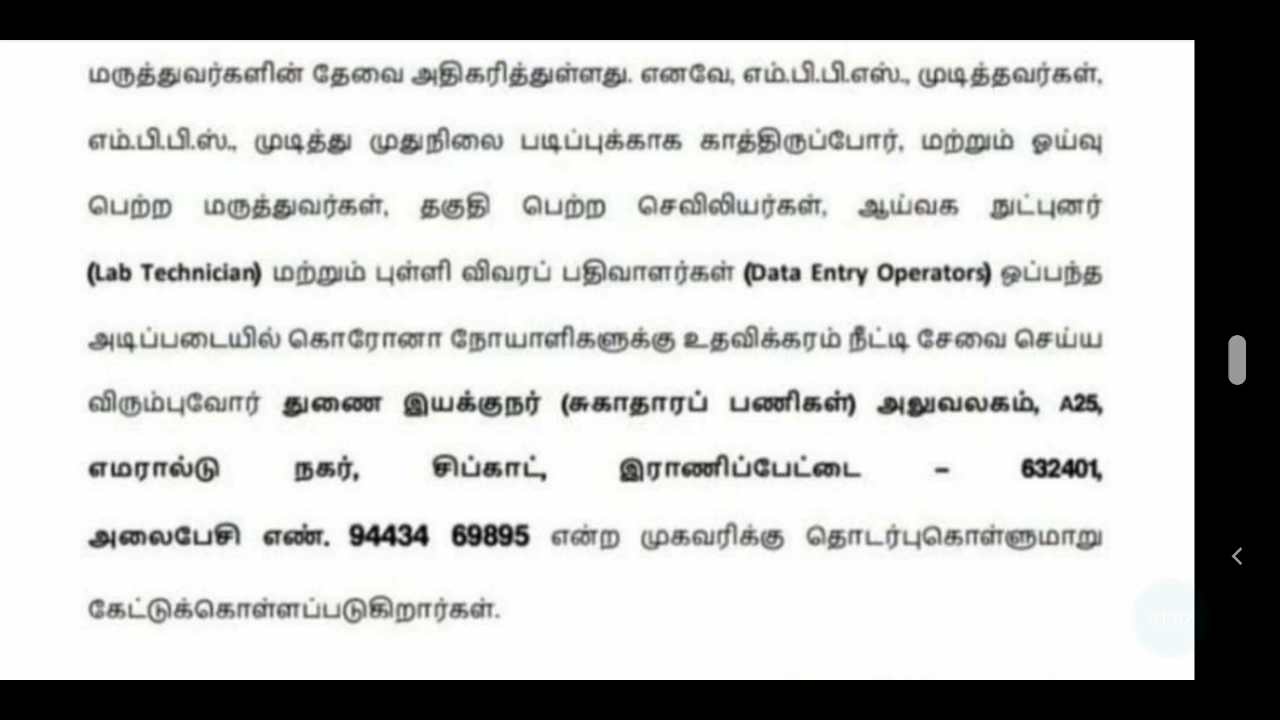 மருத்துவர்களின் தேவை அதிகரித்துள்ளது. எனவே, எம்.பி.பி.எஸ்., முடித்தவர்கள்,
எம்.பி.பி.ஸ்., முடித்து முதுநிலை படிப்புக்காக காத்திருப்போர், மற்றும் ஓய்வு
பெற்ற மருத்துவர்கள், தகுதி பெற்ற செவிலியர்கள், ஆய்வக நுட்புனர்
(Lab Technician) மற்றும் புள்ளி விவரப் பதிவாளர்கள் (Data Entry Operators) ஒப்பந்த
அடிப்படையில் கொரோனா நோயாளிகளுக்கு உதவிக்கரம் நீட்டி சேவை செய்ய
விரும்புவோர் துணை இயக்குநர் (சுகாதாரப் பணிகள்) அலுவலகம், A25,
எமரால்டு நகர், சிப்காட், இராணிப்பேட்டை – 632401,
அலைபேசி எண். 94434 69895 என்ற முகவரிக்கு தொடர்புகொள்ளுமாறு
கேட்டுக்கொள்ளப்படுகிறார்கள்.
01:02